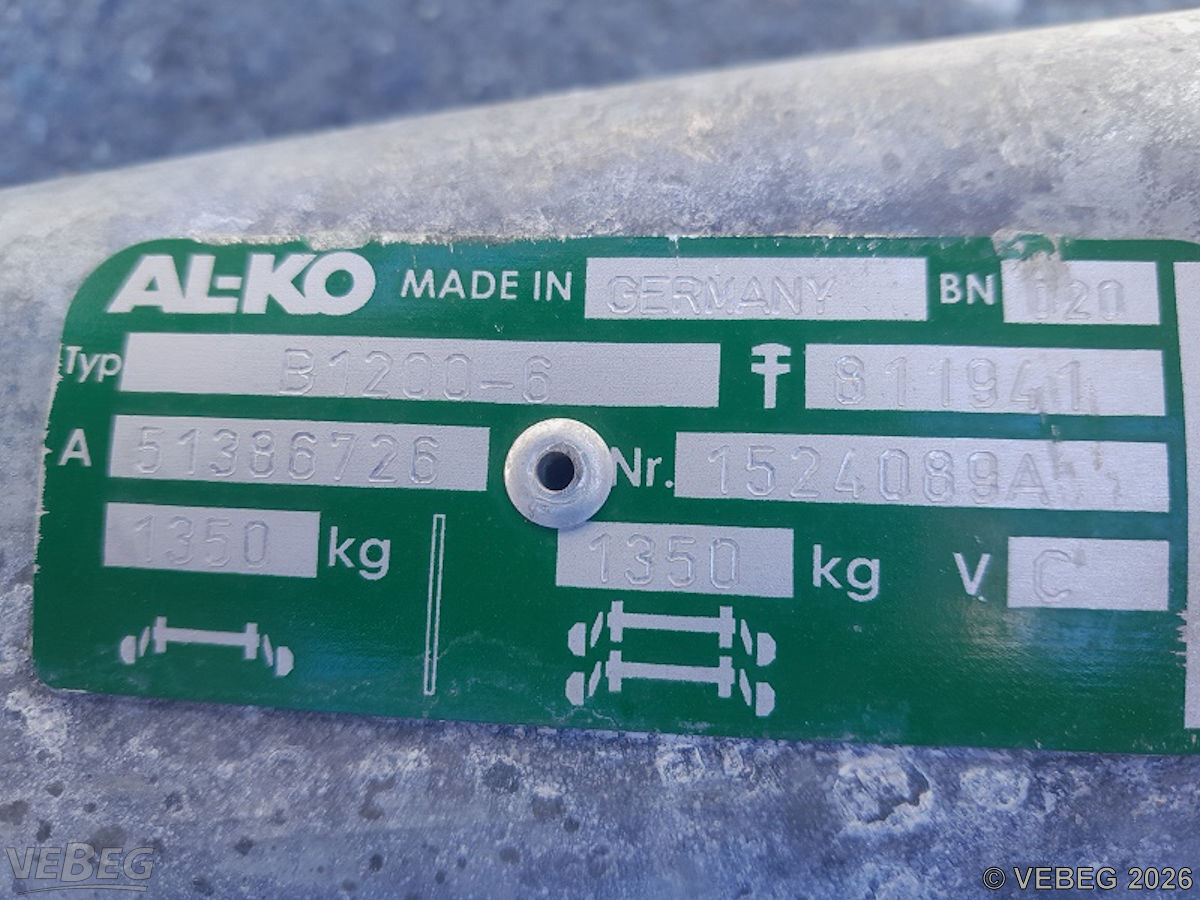 AL-KO MADE IN GERMANY BN 020
Typ B1200-6 811941
A 51386726 Nr. 1524089A
1350 kg 1350 kg V C
VEBEG
© VEBEG 2026